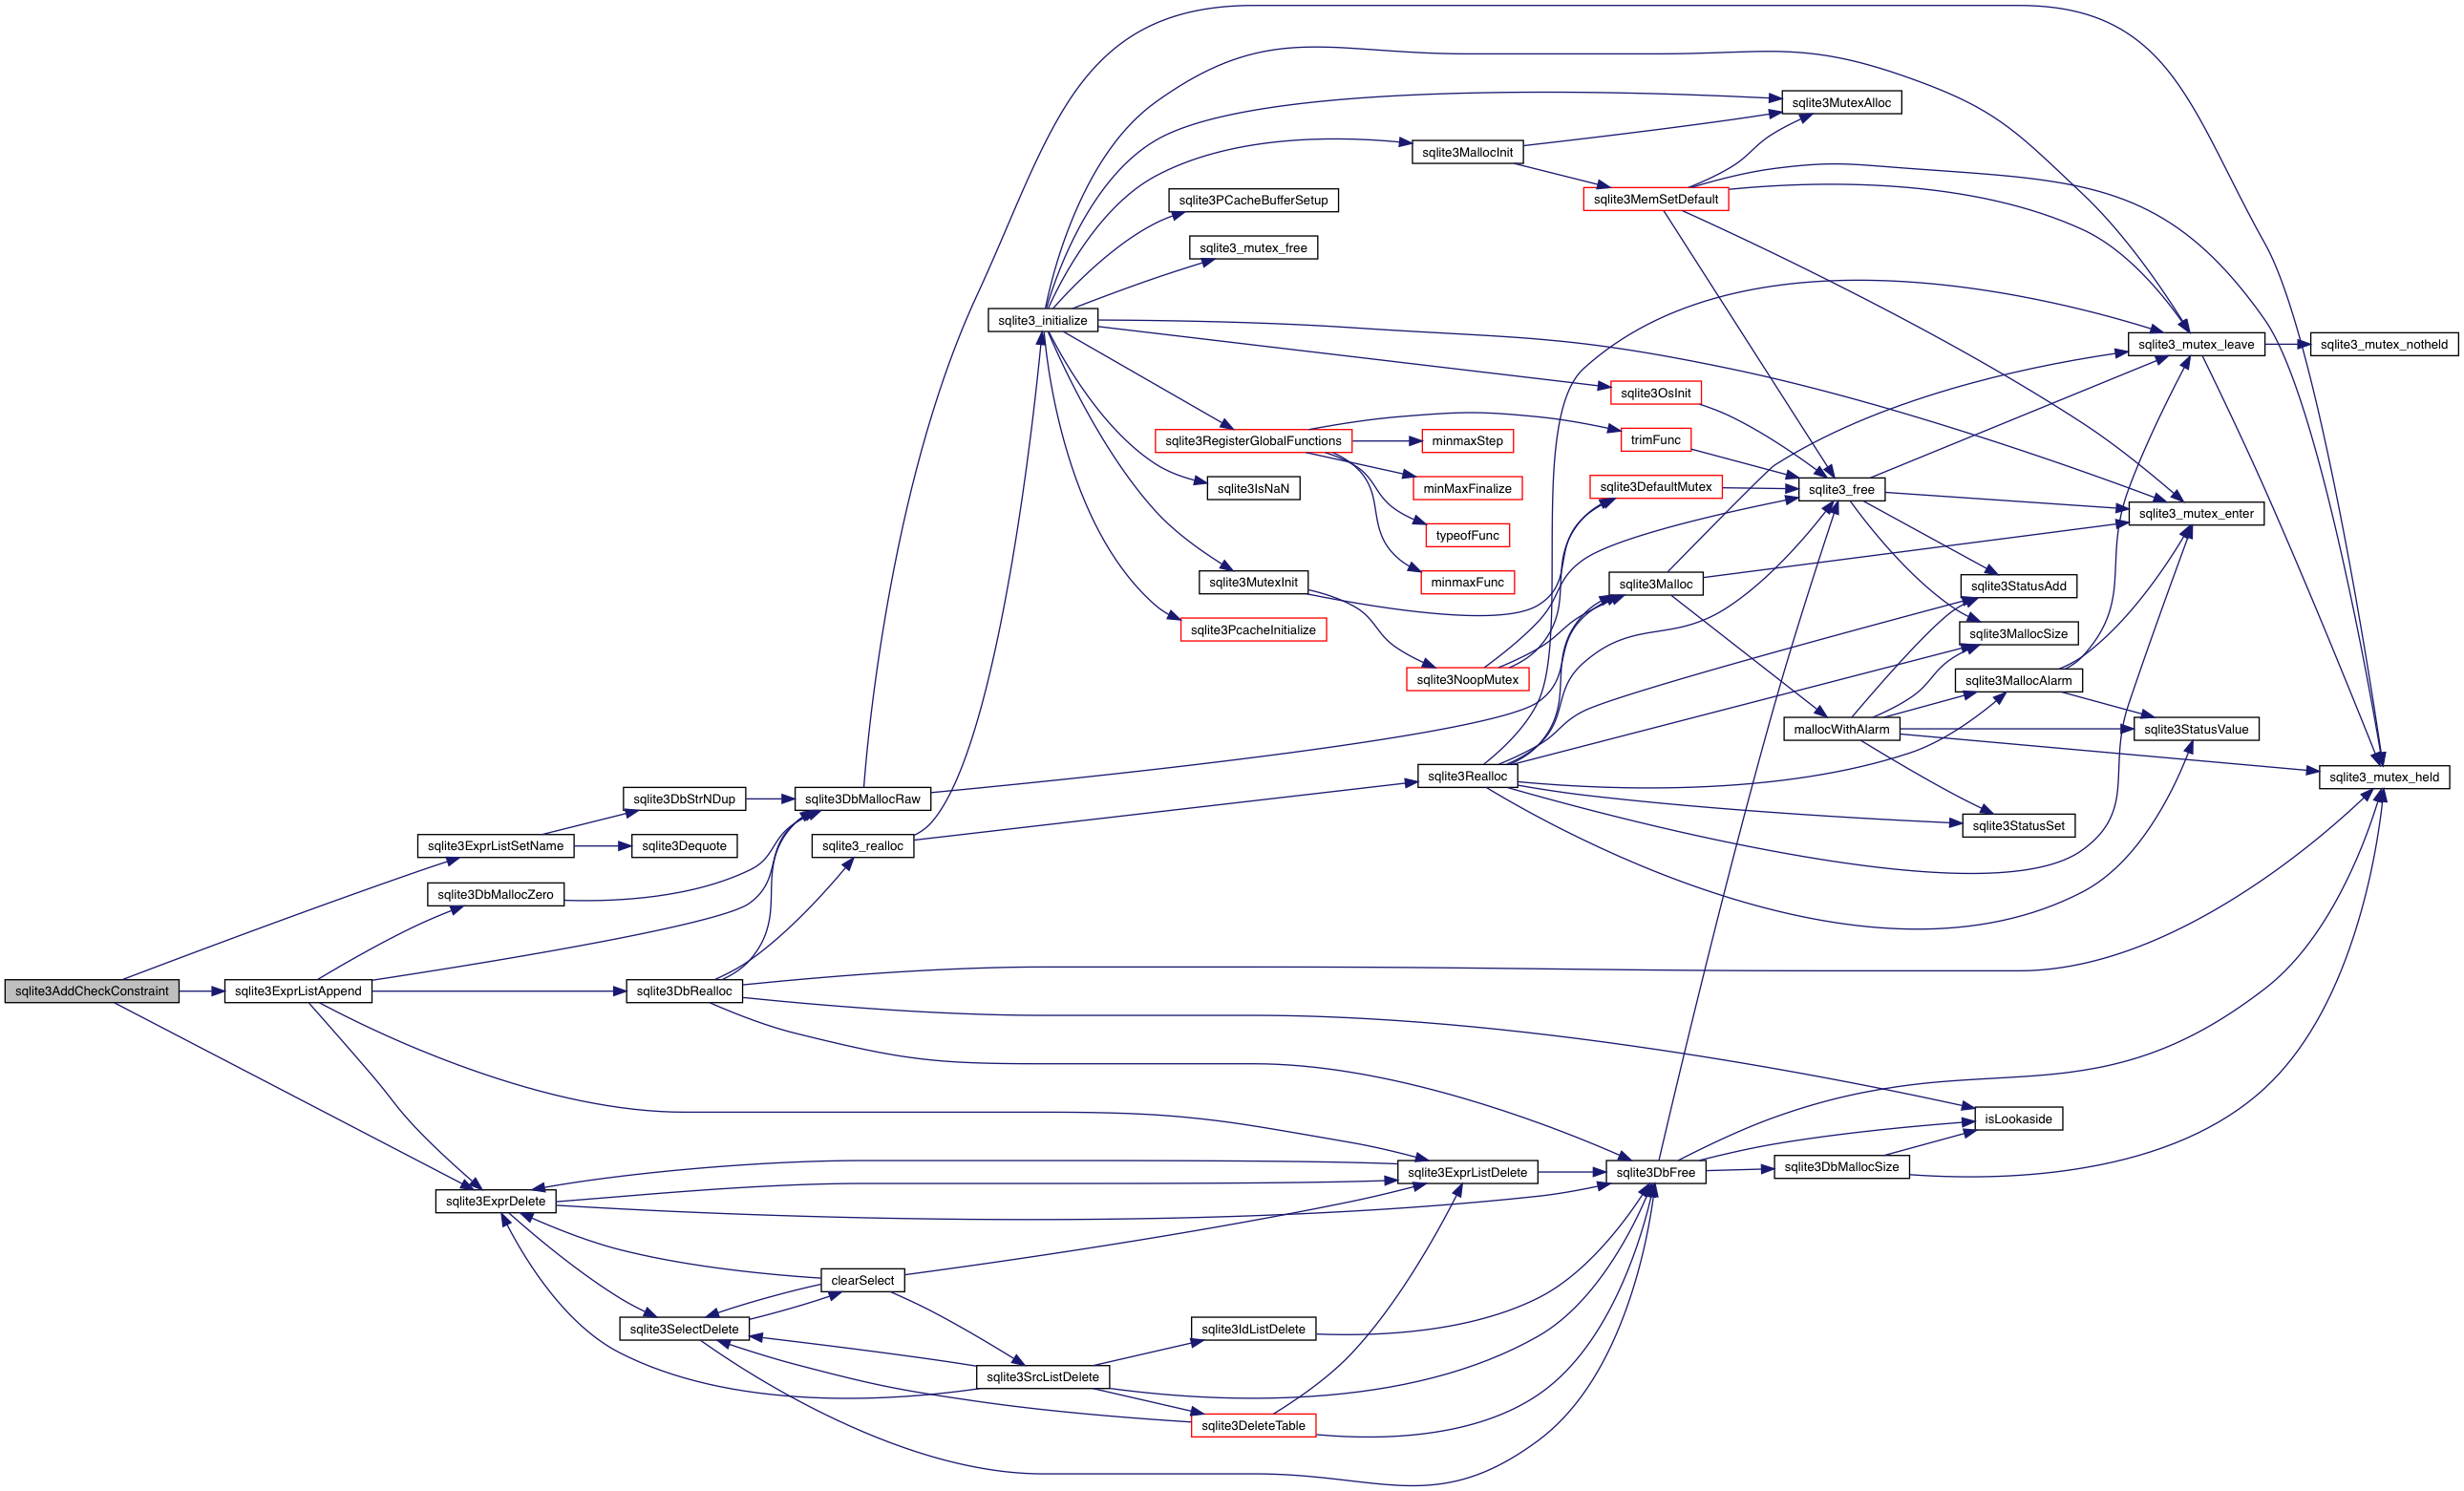 sqlite3MutexAlloc
sqlite3MallocInit
sqlite3PCacheBufferSetup
sqlite3MemSetDefault
sqlite3_mutex_free
sqlite3_initialize
sqlite3_mutex_leave
sqlite3_mutex_notheld
sqlite3OsInit
sqlite3RegisterGlobalFunctions
minmaxStep
trimFunc
sqlite3IsNaN
minMaxFinalize
sqlite3DefaultMutex
sqlite3_free
sqlite3_mutex_enter
typeofFunc
sqlite3MutexInit
minmaxFunc
sqlite3Malloc
sqlite3StatusAdd
sqlite3PcacheInitialize
sqlite3MallocSize
sqlite3NoopMutex
sqlite3MallocAlarm
mallocWithAlarm
sqlite3StatusValue
sqlite3Realloc
sqlite3_mutex_held
sqlite3DbStrNDup
sqlite3DbMallocRaw
sqlite3StatusSet
sqlite3ExprListSetName
sqlite3Dequote
sqlite3_realloc
sqlite3DbMallocZero
sqlite3AddCheckConstraint
sqlite3ExprListAppend
sqlite3DbRealloc
isLookaside
sqlite3ExprListDelete
sqlite3DbFree
sqlite3DbMallocSize
sqlite3ExprDelete
clearSelect
sqlite3SelectDelete
sqlite3IdListDelete
sqlite3SrcListDelete
sqlite3DeleteTable